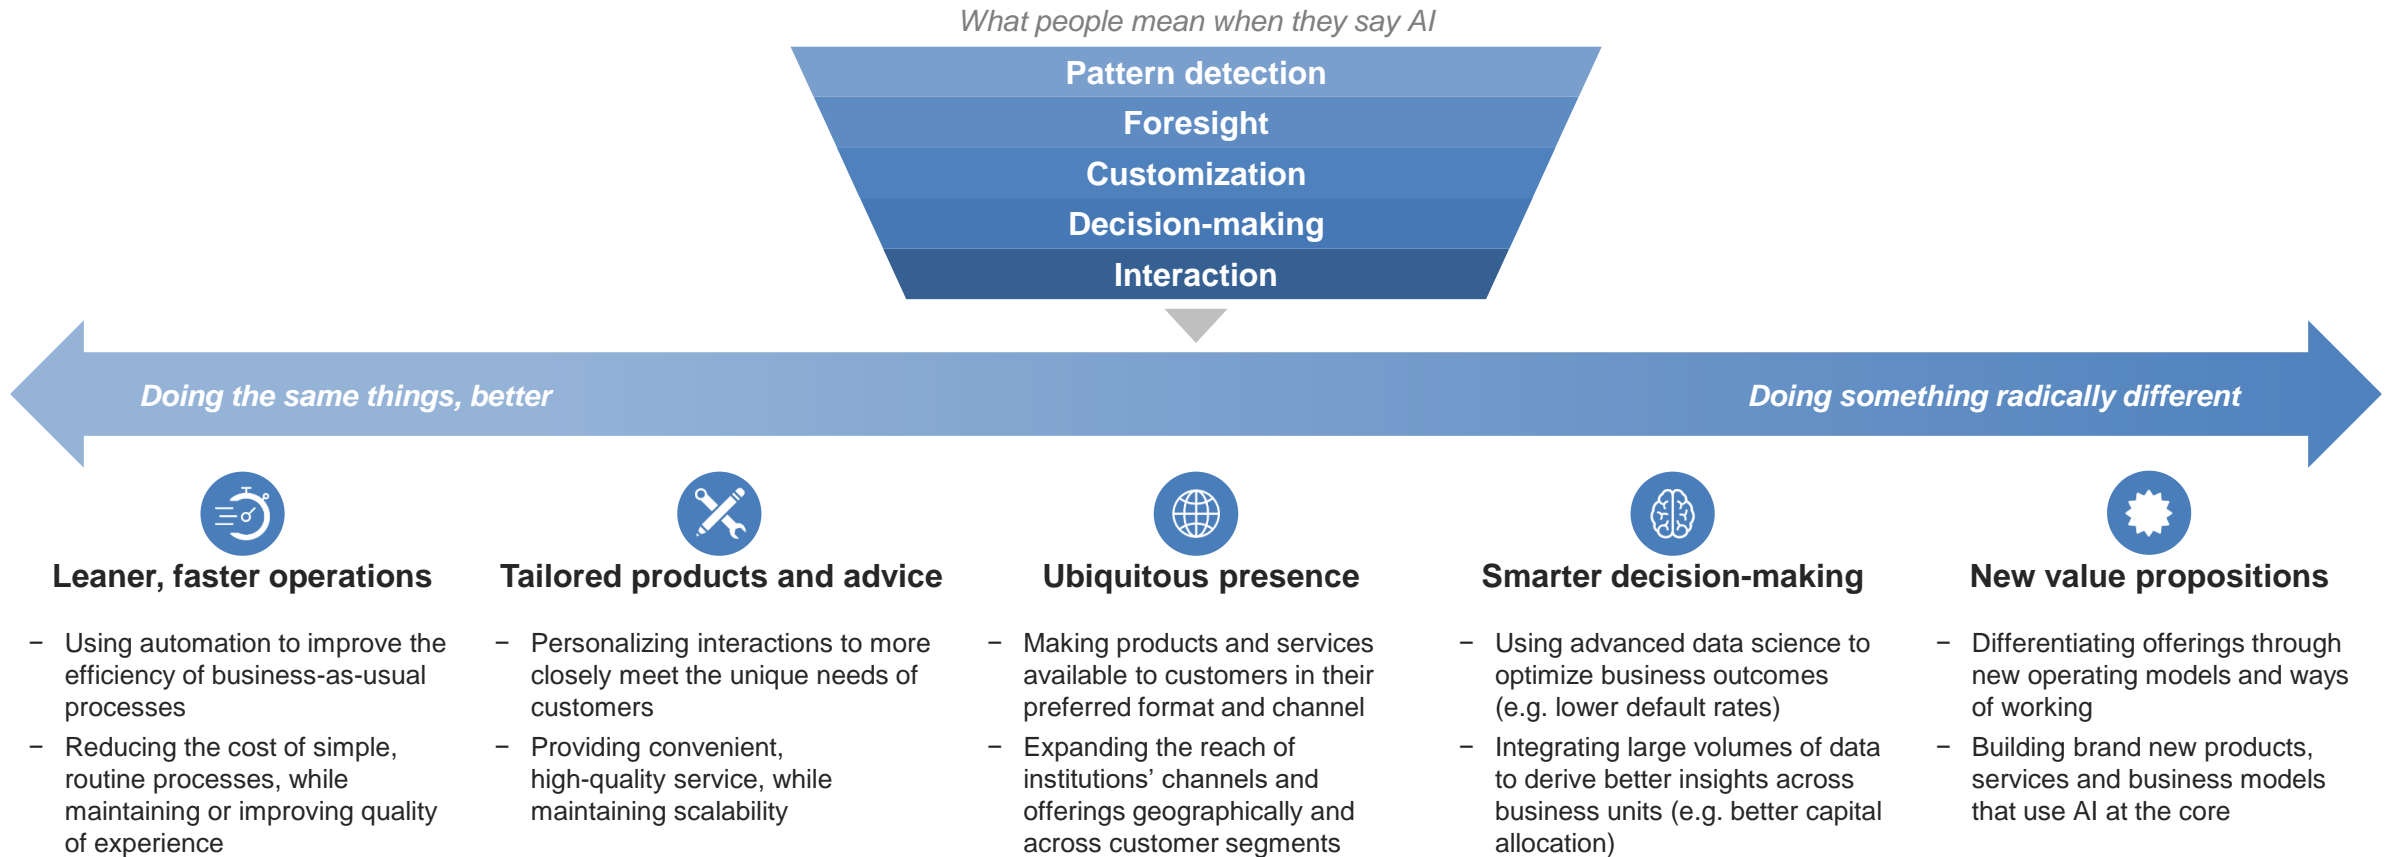 What people mean when they say AI
Pattern detection
Foresight
Customization
Decision-making
Interaction
Doing the same things, better
Doing something radically different
Leaner, faster operations
− Using automation to improve the
efficiency of business-as-usual
processes
− Reducing the cost of simple,
routine processes, while
maintaining or improving quality
of experience
Tailored products and advice
− Personalizing interactions to more
closely meet the unique needs of
customers
− Providing convenient,
high-quality service, while
maintaining scalability
Ubiquitous presence
− Making products and services
available to customers in their
preferred format and channel
− Expanding the reach of
institutions’ channels and
offerings geographically and
across customer segments
Smarter decision-making
− Using advanced data science to
optimize business outcomes
(e.g. lower default rates)
− Integrating large volumes of data
to derive better insights across
business units (e.g. better capital
allocation)
New value propositions
− Differentiating offerings through
new operating models and ways
of working
− Building brand new products,
services and business models
that use AI at the core